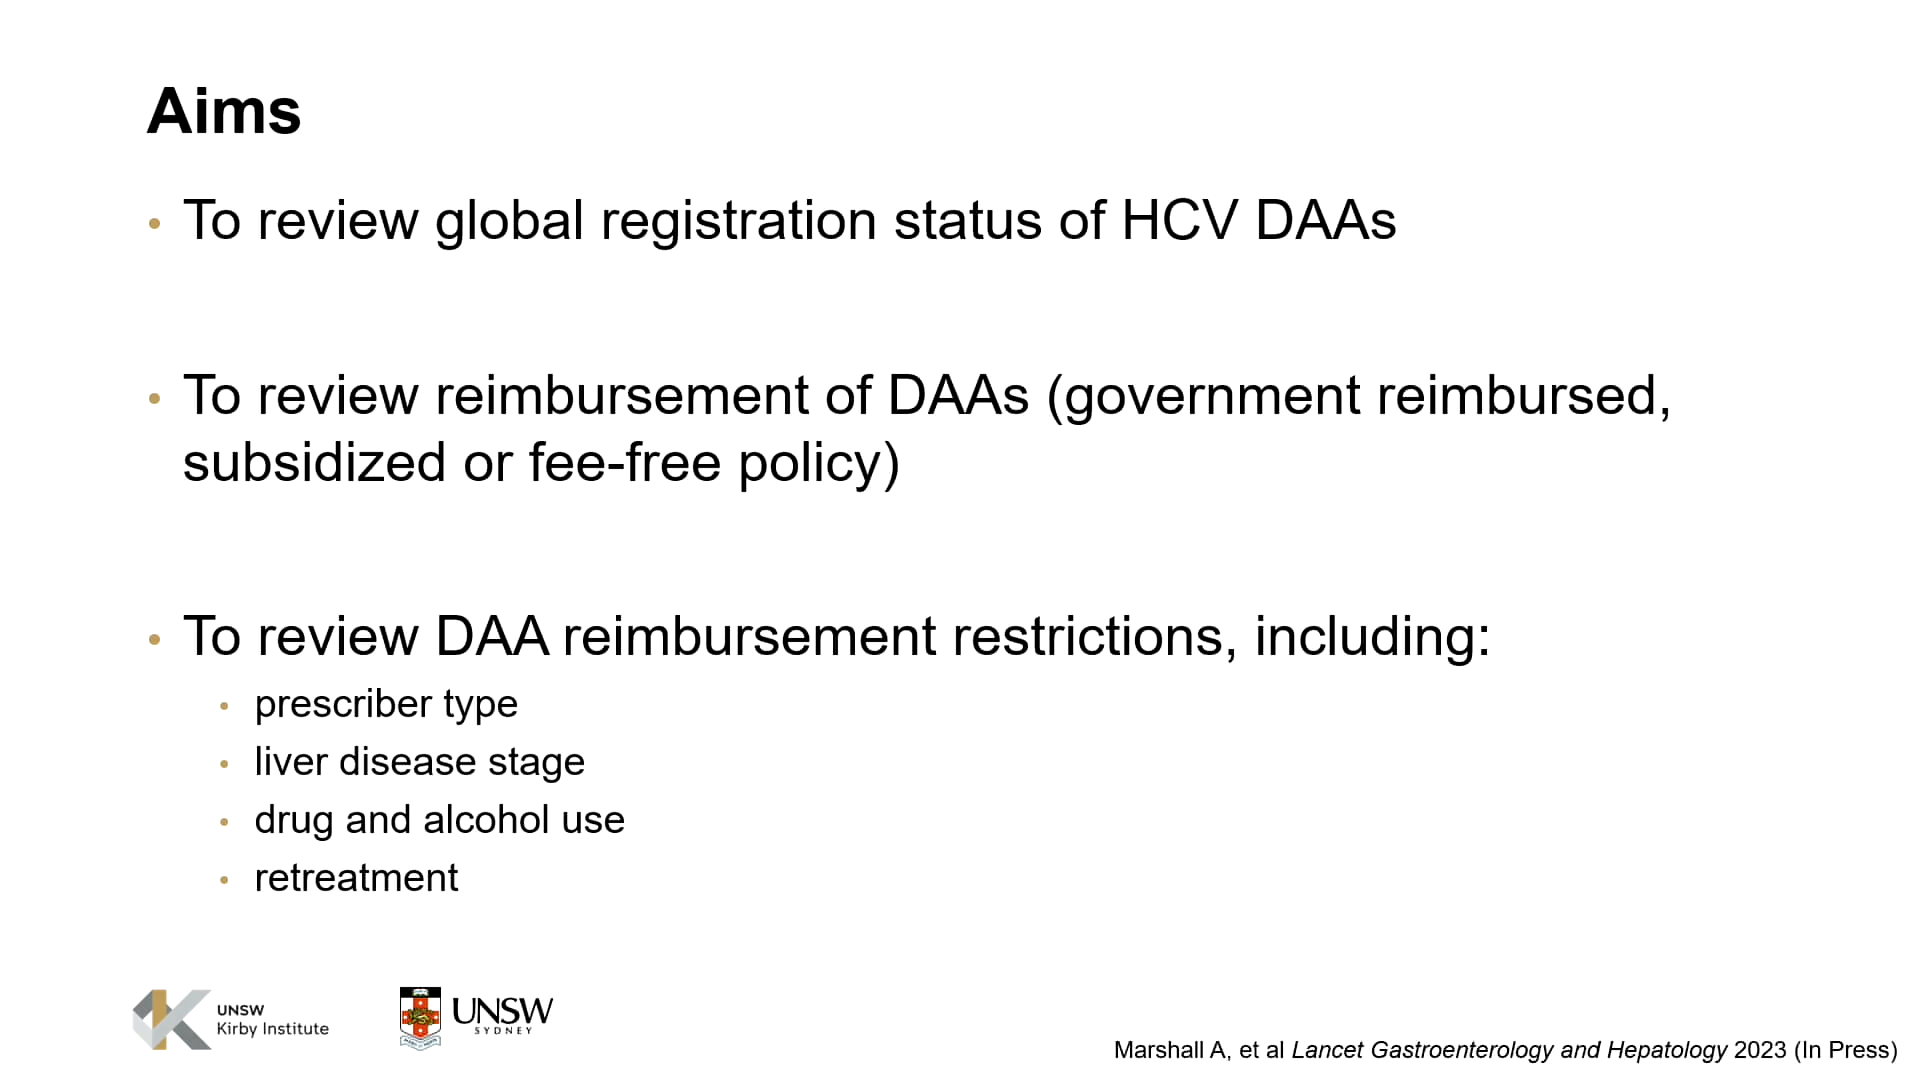 Aims
• To review global registration status of HCV DAAs
• To review reimbursement of DAAs (government reimbursed,
subsidized or fee-free policy)
• To review DAA reimbursement restrictions, including:
• prescriber type
• liver disease stage
• drug and alcohol use
• retreatment
UNSW
Kirby Institute
UNSW
SYDNEY
Marshall A, et al Lancet Gastroenterology and Hepatology 2023 (In Press)